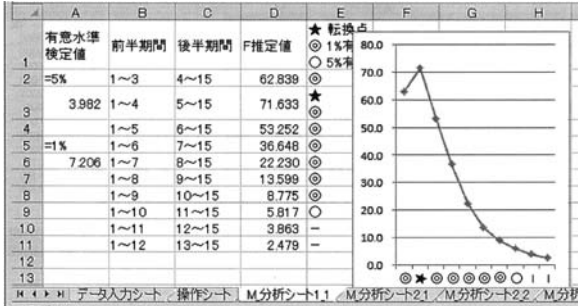 A B C D E F G H
有意水準 検定値 前半期間 後半期間 F推定値 ★ 転換点 ◎ 1%有 ○ 5%有
1
2 =5% 1～3 4～15 62.839 ◎
3 3.982 1～4 5～15 71.633 ★ ◎
4 1～5 6～15 53.252 ◎
5 =1% 1～6 7～15 36.648 ◎
6 7.206 1～7 8～15 22.230 ◎
7 1～8 9～15 13.599 ◎
8 1～9 10～15 8.775 ◎
9 1～10 11～15 5.817 ○
10 1～11 12～15 3.863 −
11 1～12 13～15 2.479 −
12
13
80.0
70.0
60.0
50.0
40.0
30.0
20.0
10.0
0.0
◎ ★ ◎ ◎ ◎ ◎ ◎ ○ | |
データ入力シート 操作シート M分析シート1_1 M分析シート2_1 M分析シート2_2 M分析